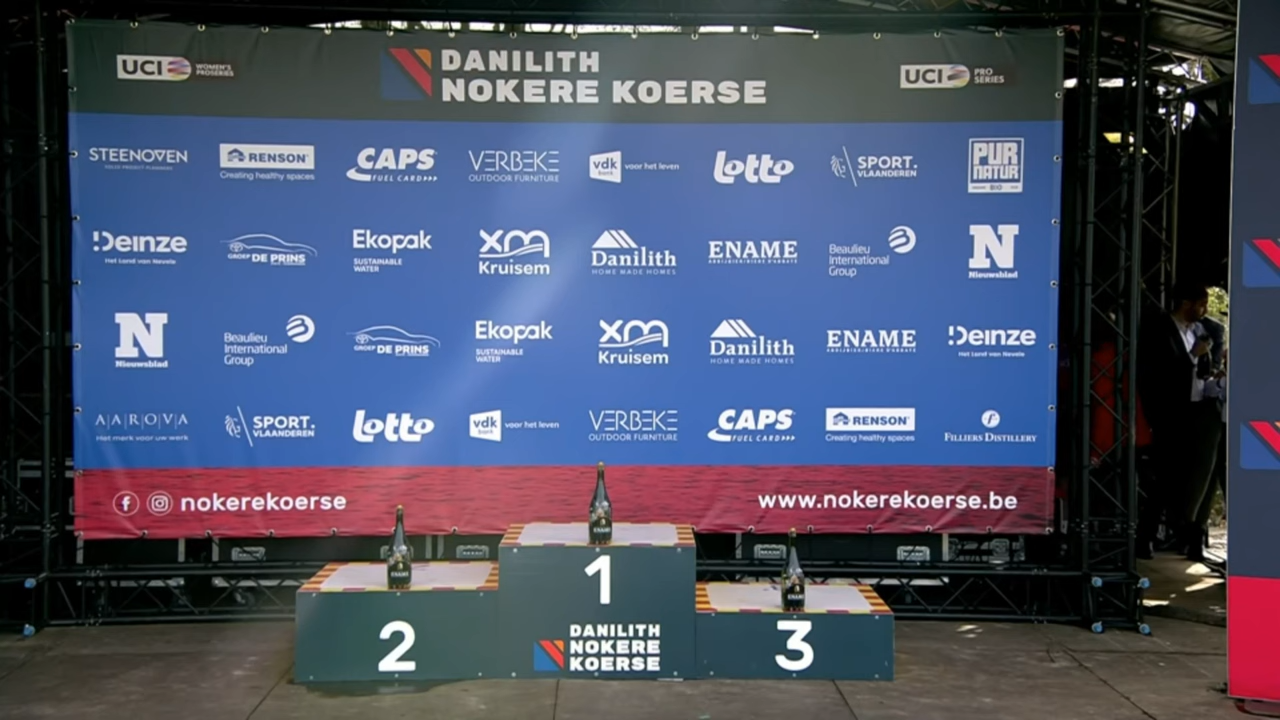 UCI WOMEN'S PROSERIES
DANILITH
NOKERE KOERSE
UCI PRO SERIES
STEENOVEN
RENSON
Creating healthy spaces
CAPS
FUEL CARD
VERBEKE
OUTDOOR FURNITURE
vdk bank voor het leven
Lotto
SPORT.
VLAANDEREN
PUR NATUR
BIO
Deinze
Het Land van Nevele
GROEP DE PRINS
Ekopak
SUSTAINABLE
WATER
Kruisem
Danilith
HOME MADE HOMES
ENAME
Beaulieu
International
Group
N
Nieuwsblad
N
Nieuwsblad
Beaulieu
International
Group
GROEP DE PRINS
Ekopak
SUSTAINABLE
WATER
Kruisem
Danilith
HOME MADE HOMES
ENAME
Deinze
Het Land van Nevele
AAROVA
Het merk voor uw werk
SPORT.
VLAANDEREN
Lotto
vdk bank voor het leven
VERBEKE
OUTDOOR FURNITURE
CAPS
FUEL CARD
RENSON
Creating healthy spaces
FILLIERS DISTILLERY
nokerekoerse
www.nokerekoerse.be
1
2
3
DANILITH
NOKERE
KOERSE